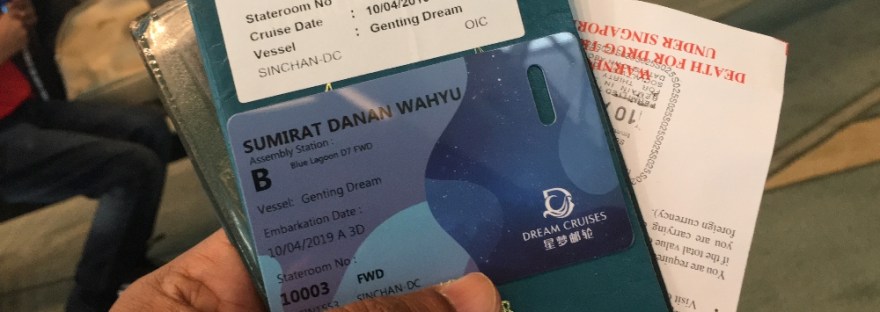 Stateroom No :
Cruise Date : 10/04/2019
Vessel : Genting Dream
SINCHAN-DC OIC
SUMIRAT DANAN WAHYU
Assembly Station :
B Blue Lagoon D7 FWD
Vessel: Genting Dream
Embarkation Date :
10/04/2019 A 3D
Stateroom No :
10003 FWD
SINCHAN-DC
DREAM CRUISES
星梦邮轮
DEATH FOR DRUG
UNDER SINGAPOR
You are require
if the total value
you are carrying
foreign currency).
Visit